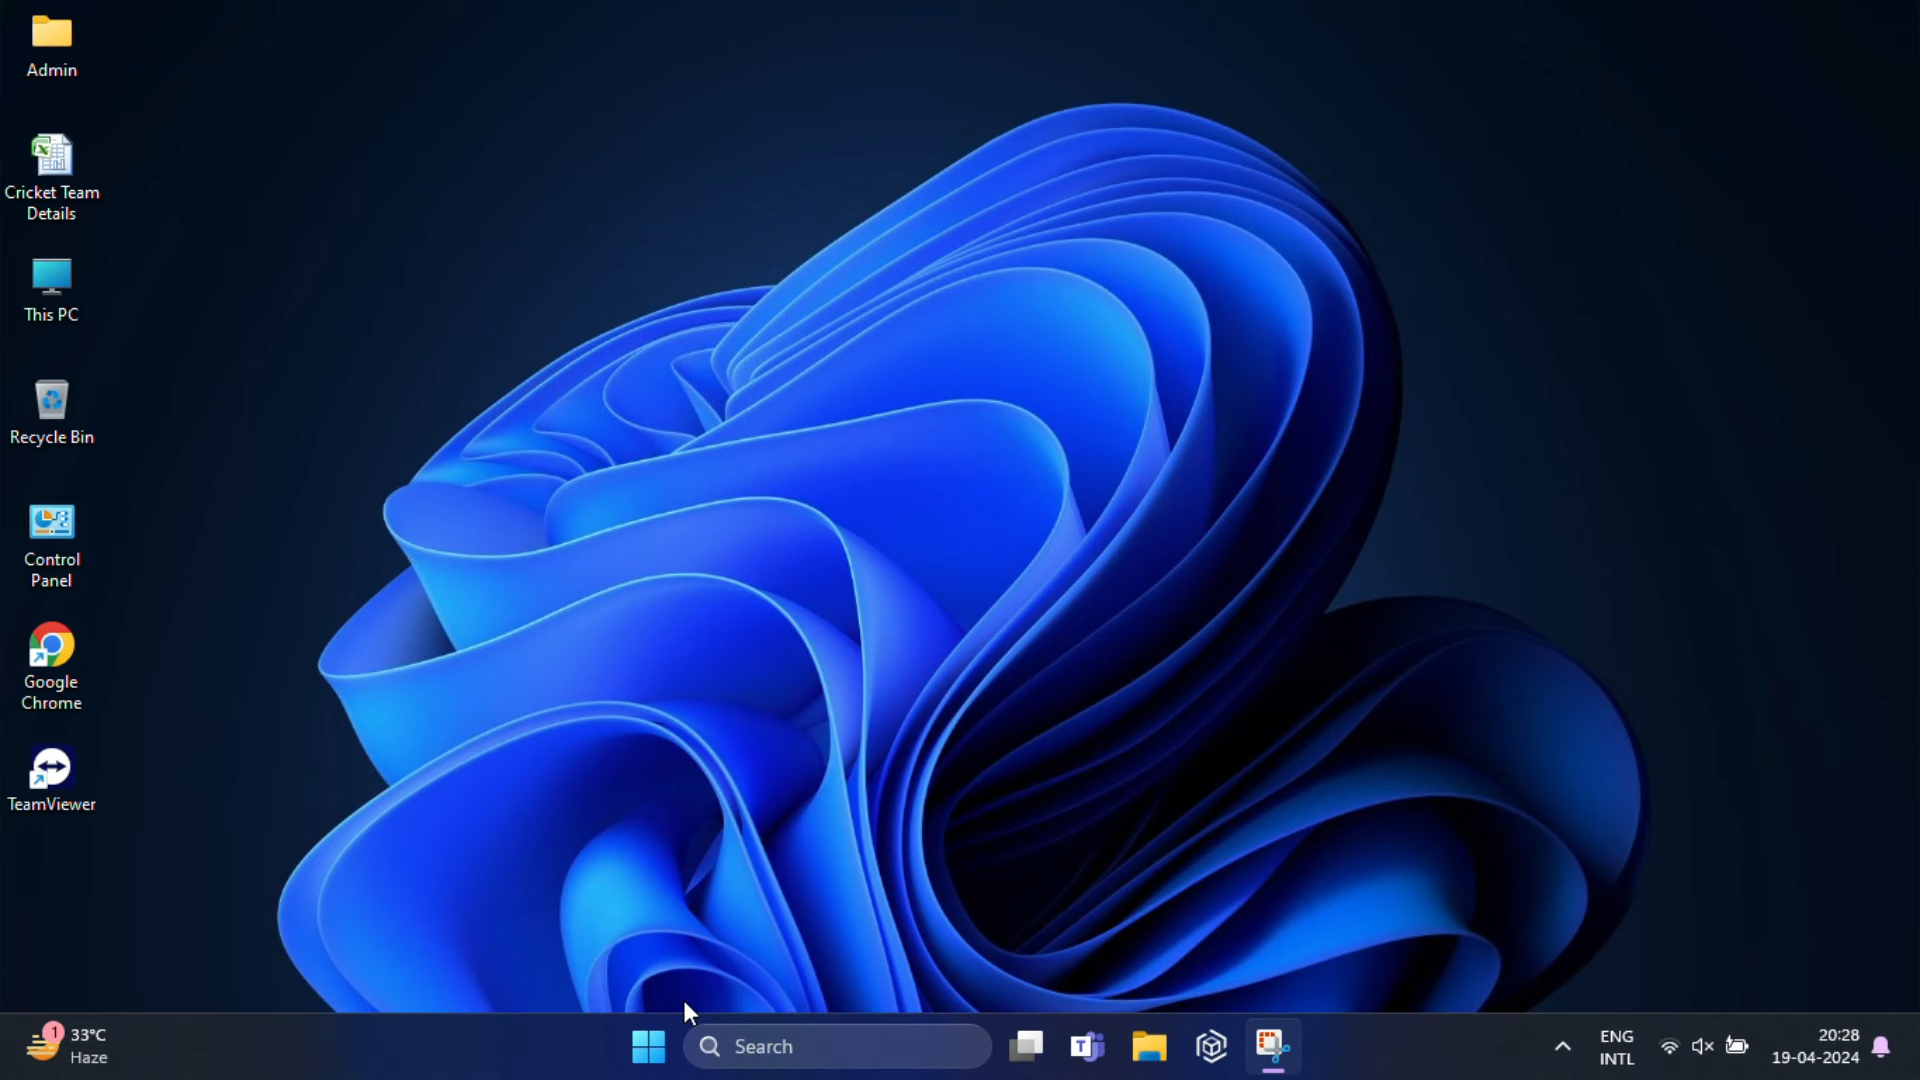 Admin
Cricket Team
Details
This PC
Recycle Bin
Control
Panel
Google
Chrome
TeamViewer
1
33°C
Haze
Search
T
ENG
INTL
20:28
19-04-2024